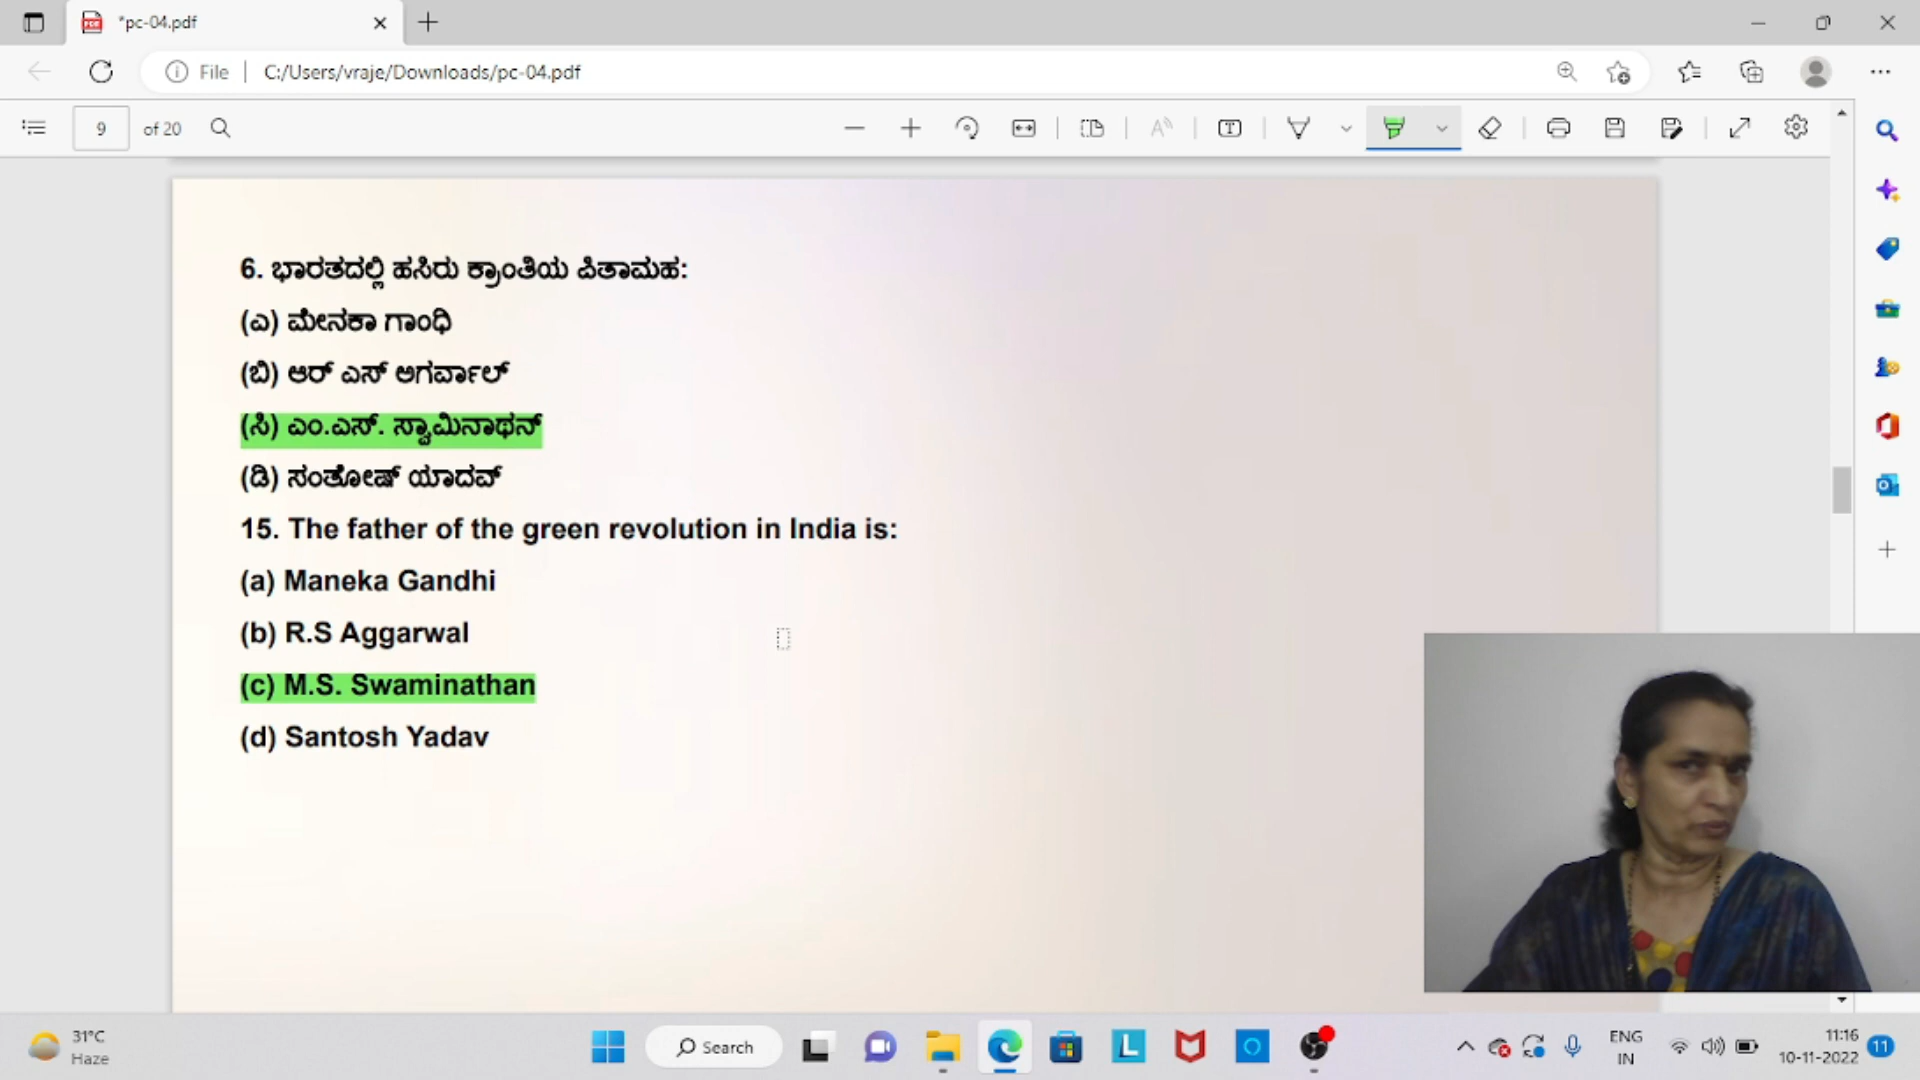 *pc-04.pdf
File
C:/Users/vraje/Downloads/pc-04.pdf
9 of 20
6. ಭಾರತದಲ್ಲಿ ಹಸಿರು ಕ್ರಾಂತಿಯ ಪಿತಾಮಹ:
(ಎ) ಮೇನಕಾ ಗಾಂಧಿ
(ಬಿ) ಆರ್ ಎಸ್ ಅಗರ್ವಾಲ್
(ಸಿ) ಎಂ.ಎಸ್. ಸ್ವಾಮಿನಾಥನ್
(ಡಿ) ಸಂತೋಷ್ ಯಾದವ್
15. The father of the green revolution in India is:
(a) Maneka Gandhi
(b) R.S Aggarwal
(c) M.S. Swaminathan
(d) Santosh Yadav
31°C
Haze
Search
ENG
IN
11:16
10-11-2022
11